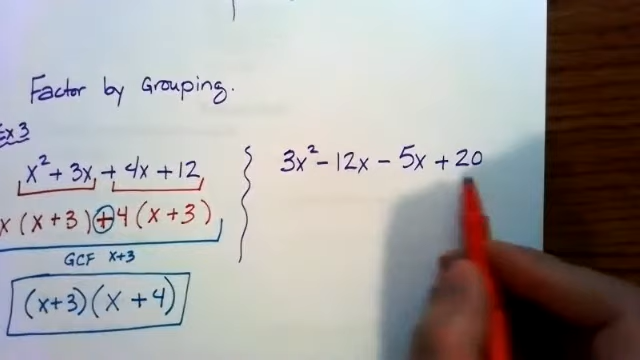 Factor by Grouping.
Ex 3
x² + 3x + 4x + 12
x (x+3) + 4 (x+3)
GCF x+3
(x+3)(x+4)
3x² - 12x - 5x + 20